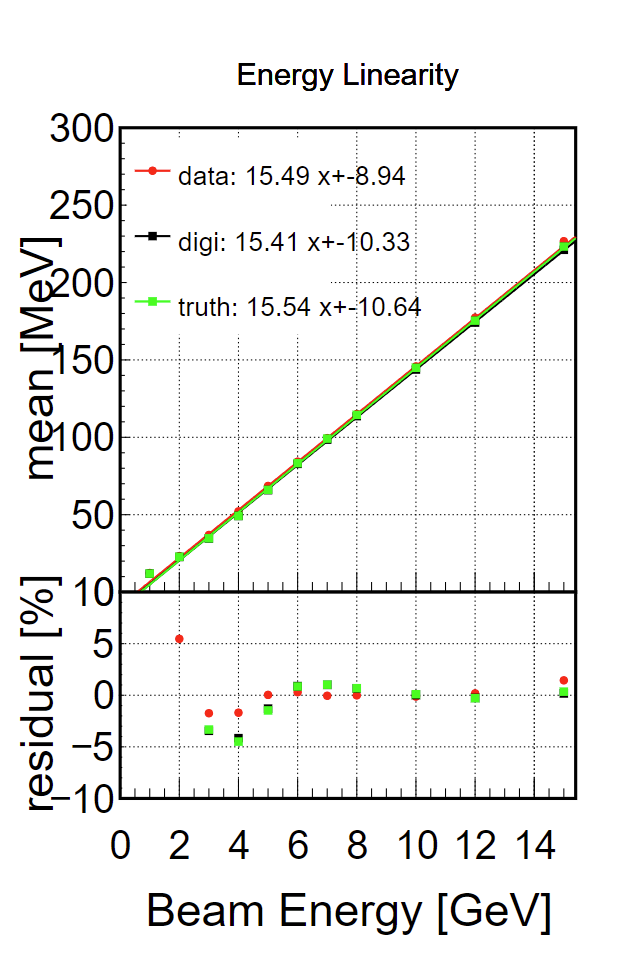 Energy Linearity
300
250
200
150
100
50
10
5
0
−5
−10
mean [MeV]
residual [%]
data: 15.49 x+-8.94
digi: 15.41 x+-10.33
truth: 15.54 x+-10.64
0 2 4 6 8 10 12 14
Beam Energy [GeV]